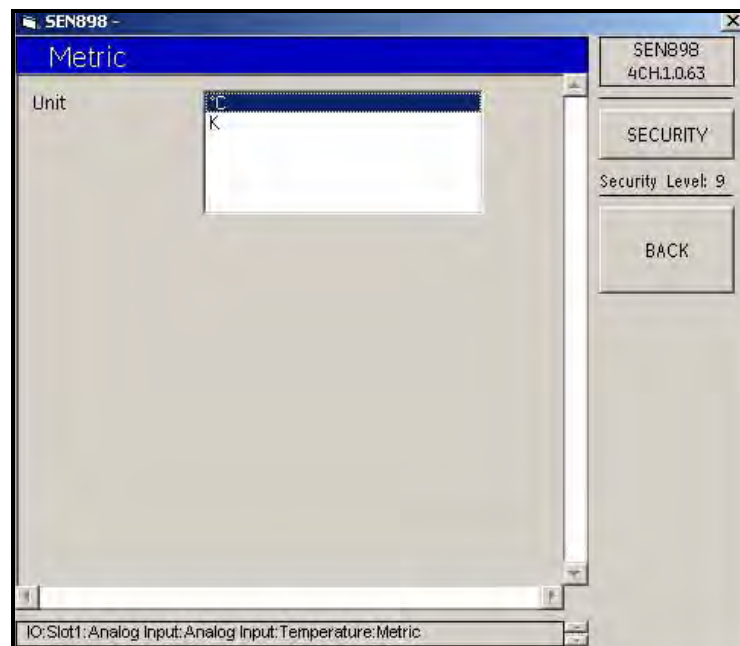 SEN898 -
Metric
Unit
°C
K
SEN898
4CH.1.0.63
SECURITY
Security Level: 9
BACK
IO:Slot1:Analog Input:Analog Input:Temperature:Metric